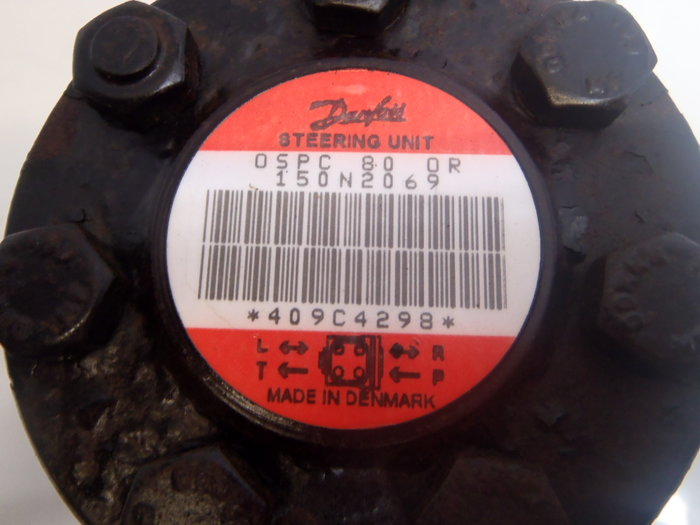 Danfoss
STEERING UNIT
OSPC 80 OR
150N2069
*409C4298*
L R
T P
MADE IN DENMARK